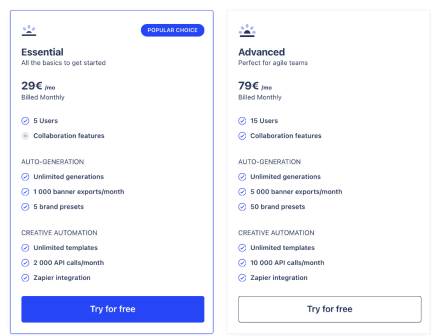 POPULAR CHOICE
Essential
All the basics to get started
29€ /mo
Billed Monthly
5 Users
Collaboration features
AUTO-GENERATION
Unlimited generations
1 000 banner exports/month
5 brand presets
CREATIVE AUTOMATION
Unlimited templates
2 000 API calls/month
Zapier integration
Try for free
Advanced
Perfect for agile teams
79€ /mo
Billed Monthly
15 Users
Collaboration features
AUTO-GENERATION
Unlimited generations
5 000 banner exports/month
50 brand presets
CREATIVE AUTOMATION
Unlimited templates
10 000 API calls/month
Zapier integration
Try for free